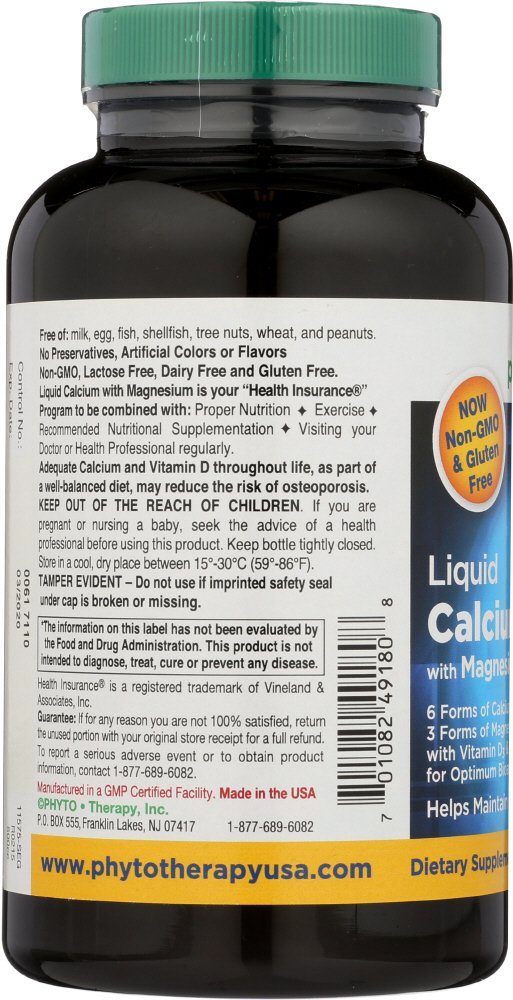 Free of: milk, egg, fish, shellfish, tree nuts, wheat, and peanuts.
No Preservatives, Artificial Colors or Flavors
Non-GMO, Lactose Free, Dairy Free and Gluten Free.
Liquid Calcium with Magnesium is your “Health Insurance®”
Program to be combined with: Proper Nutrition ✦ Exercise ✦
Recommended Nutritional Supplementation ✦ Visiting your
Doctor or Health Professional regularly.
Adequate Calcium and Vitamin D throughout life, as part of
a well-balanced diet, may reduce the risk of osteoporosis.
KEEP OUT OF THE REACH OF CHILDREN. If you are
pregnant or nursing a baby, seek the advice of a health
professional before using this product. Keep bottle tightly closed.
Store in a cool, dry place between 15°-30°C (59°-86°F).
TAMPER EVIDENT – Do not use if imprinted safety seal
under cap is broken or missing.
*The information on this label has not been evaluated by
the Food and Drug Administration. This product is not
intended to diagnose, treat, cure or prevent any disease.
Health Insurance® is a registered trademark of Vineland &
Associates, Inc.
Guarantee: If for any reason you are not 100% satisfied, return
the unused portion with your original store receipt for a full refund.
To report a serious adverse event or to obtain product
information, contact 1-877-689-6082.
Manufactured in a GMP Certified Facility. Made in the USA
©PHYTO • Therapy, Inc.
P.O. BOX 555, Franklin Lakes, NJ 07417 1-877-689-6082
www.phytotherapyusa.com
Control No.:
Exp. Date:
00617110
03/2020
11575-SEG
R0215
7 01082 49180 8
NOW
Non-GMO
& Gluten
Free
Liquid
Calciu
with Magnes
6 Forms of Calc
3 Forms of Magne
with Vitamin D3
for Optimum Bioa
Helps Maintain
Dietary Supplem